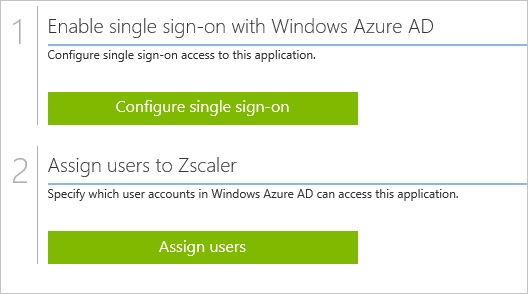 1
Enable single sign-on with Windows Azure AD
Configure single sign-on access to this application.
Configure single sign-on
2
Assign users to Zscaler
Specify which user accounts in Windows Azure AD can access this application.
Assign users